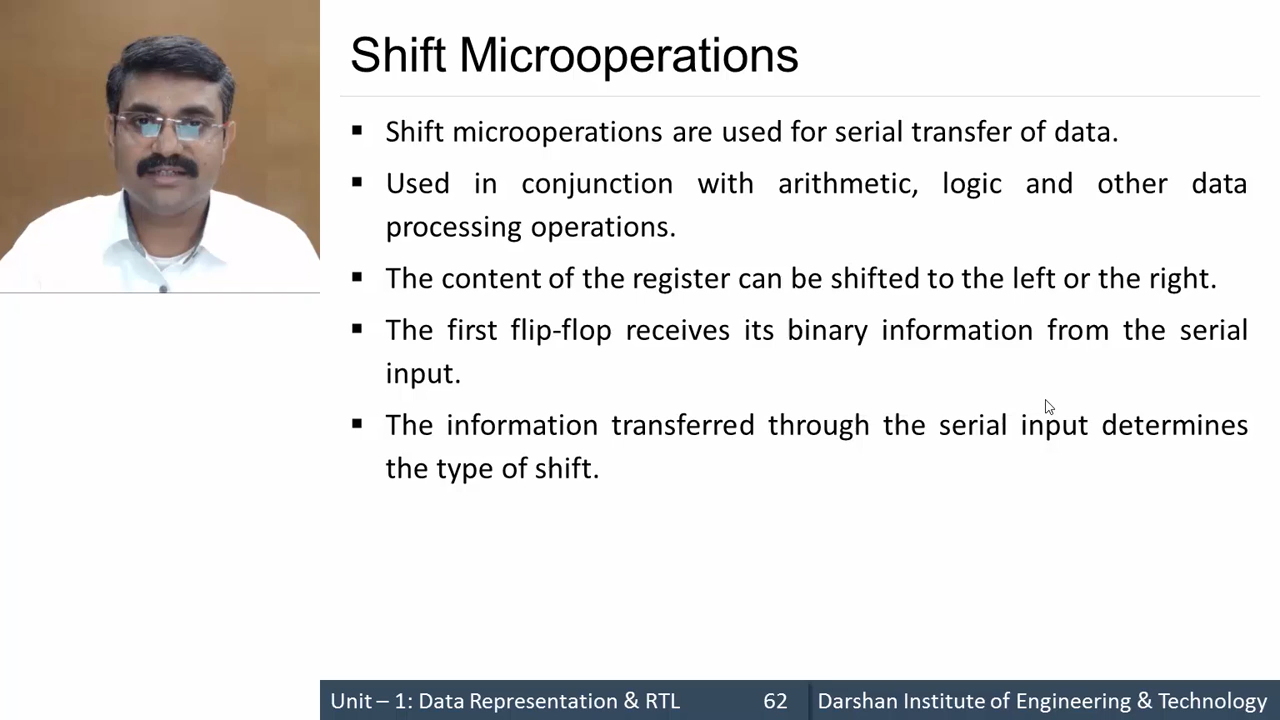 Shift Microoperations
▪ Shift microoperations are used for serial transfer of data.
▪ Used in conjunction with arithmetic, logic and other data
processing operations.
▪ The content of the register can be shifted to the left or the right.
▪ The first flip-flop receives its binary information from the serial
input.
▪ The information transferred through the serial input determines
the type of shift.
Unit – 1: Data Representation & RTL 62 Darshan Institute of Engineering & Technology